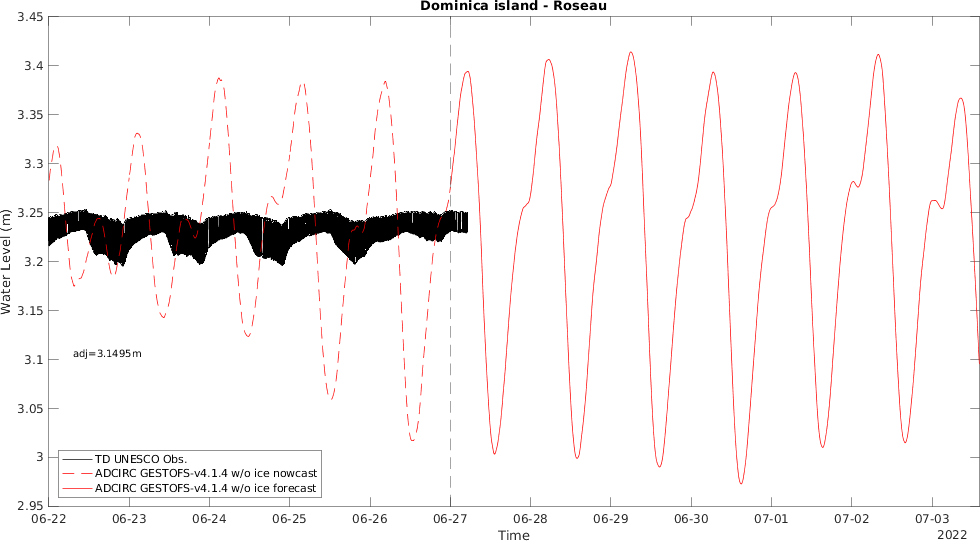 Dominica island - Roseau
3.45
3.4
3.35
3.3
3.25
3.2
3.15
3.1
3.05
3
2.95
Water Level (m)
adj=3.1495m
TD UNESCO Obs.
ADCIRC GESTOFS-v4.1.4 w/o ice nowcast
ADCIRC GESTOFS-v4.1.4 w/o ice forecast
06-22 06-23 06-24 06-25 06-26 06-27 06-28 06-29 06-30 07-01 07-02 07-03
Time
2022